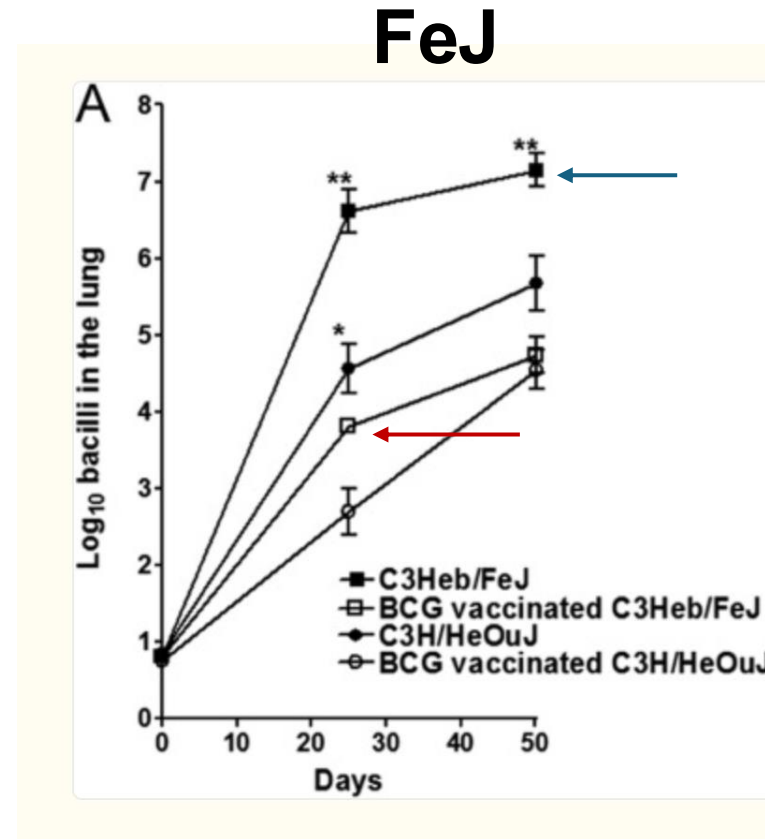 FeJ
A
8
**
**
7
6
*
5
4
3
2
1
0
Log10 bacilli in the lung
C3Heb/FeJ
BCG vaccinated C3Heb/FeJ
C3H/HeOuJ
BCG vaccinated C3H/HeOuJ
0 10 20 30 40 50
Days